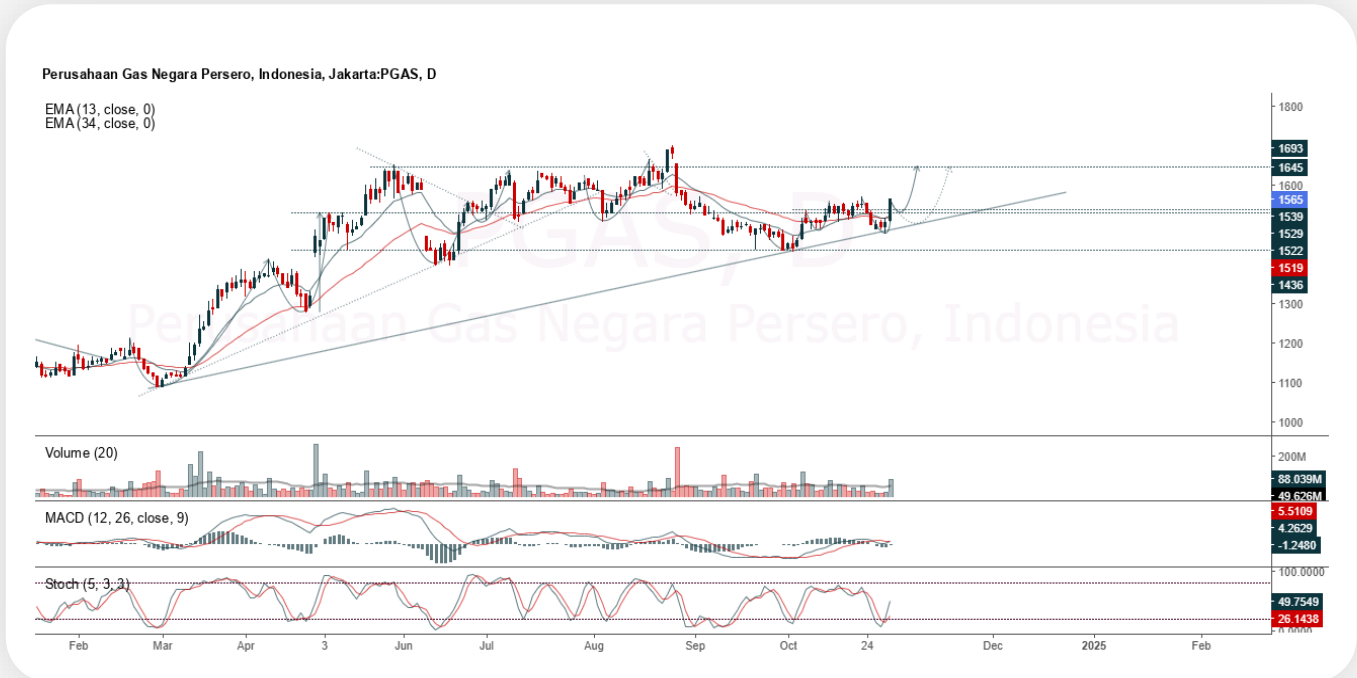 Perusahaan Gas Negara Persero, Indonesia, Jakarta:PGAS, D
EMA (13, close, 0)
EMA (34, close, 0)
PGAS, D
Perusahaan Gas Negara Persero, Indonesia
1800
1693
1645
1600
1565
1539
1529
1522
1519
1436
1300
1200
1100
1000
Volume (20)
200M
88.039M
49.626M
MACD (12, 26, close, 9)
5.5109
4.2629
-1.2480
Stoch (5, 3, 3)
100.0000
49.7549
26.1438
0.0000
Feb Mar Apr 3 Jun Jul Aug Sep Oct 24 Dec 2025 Feb